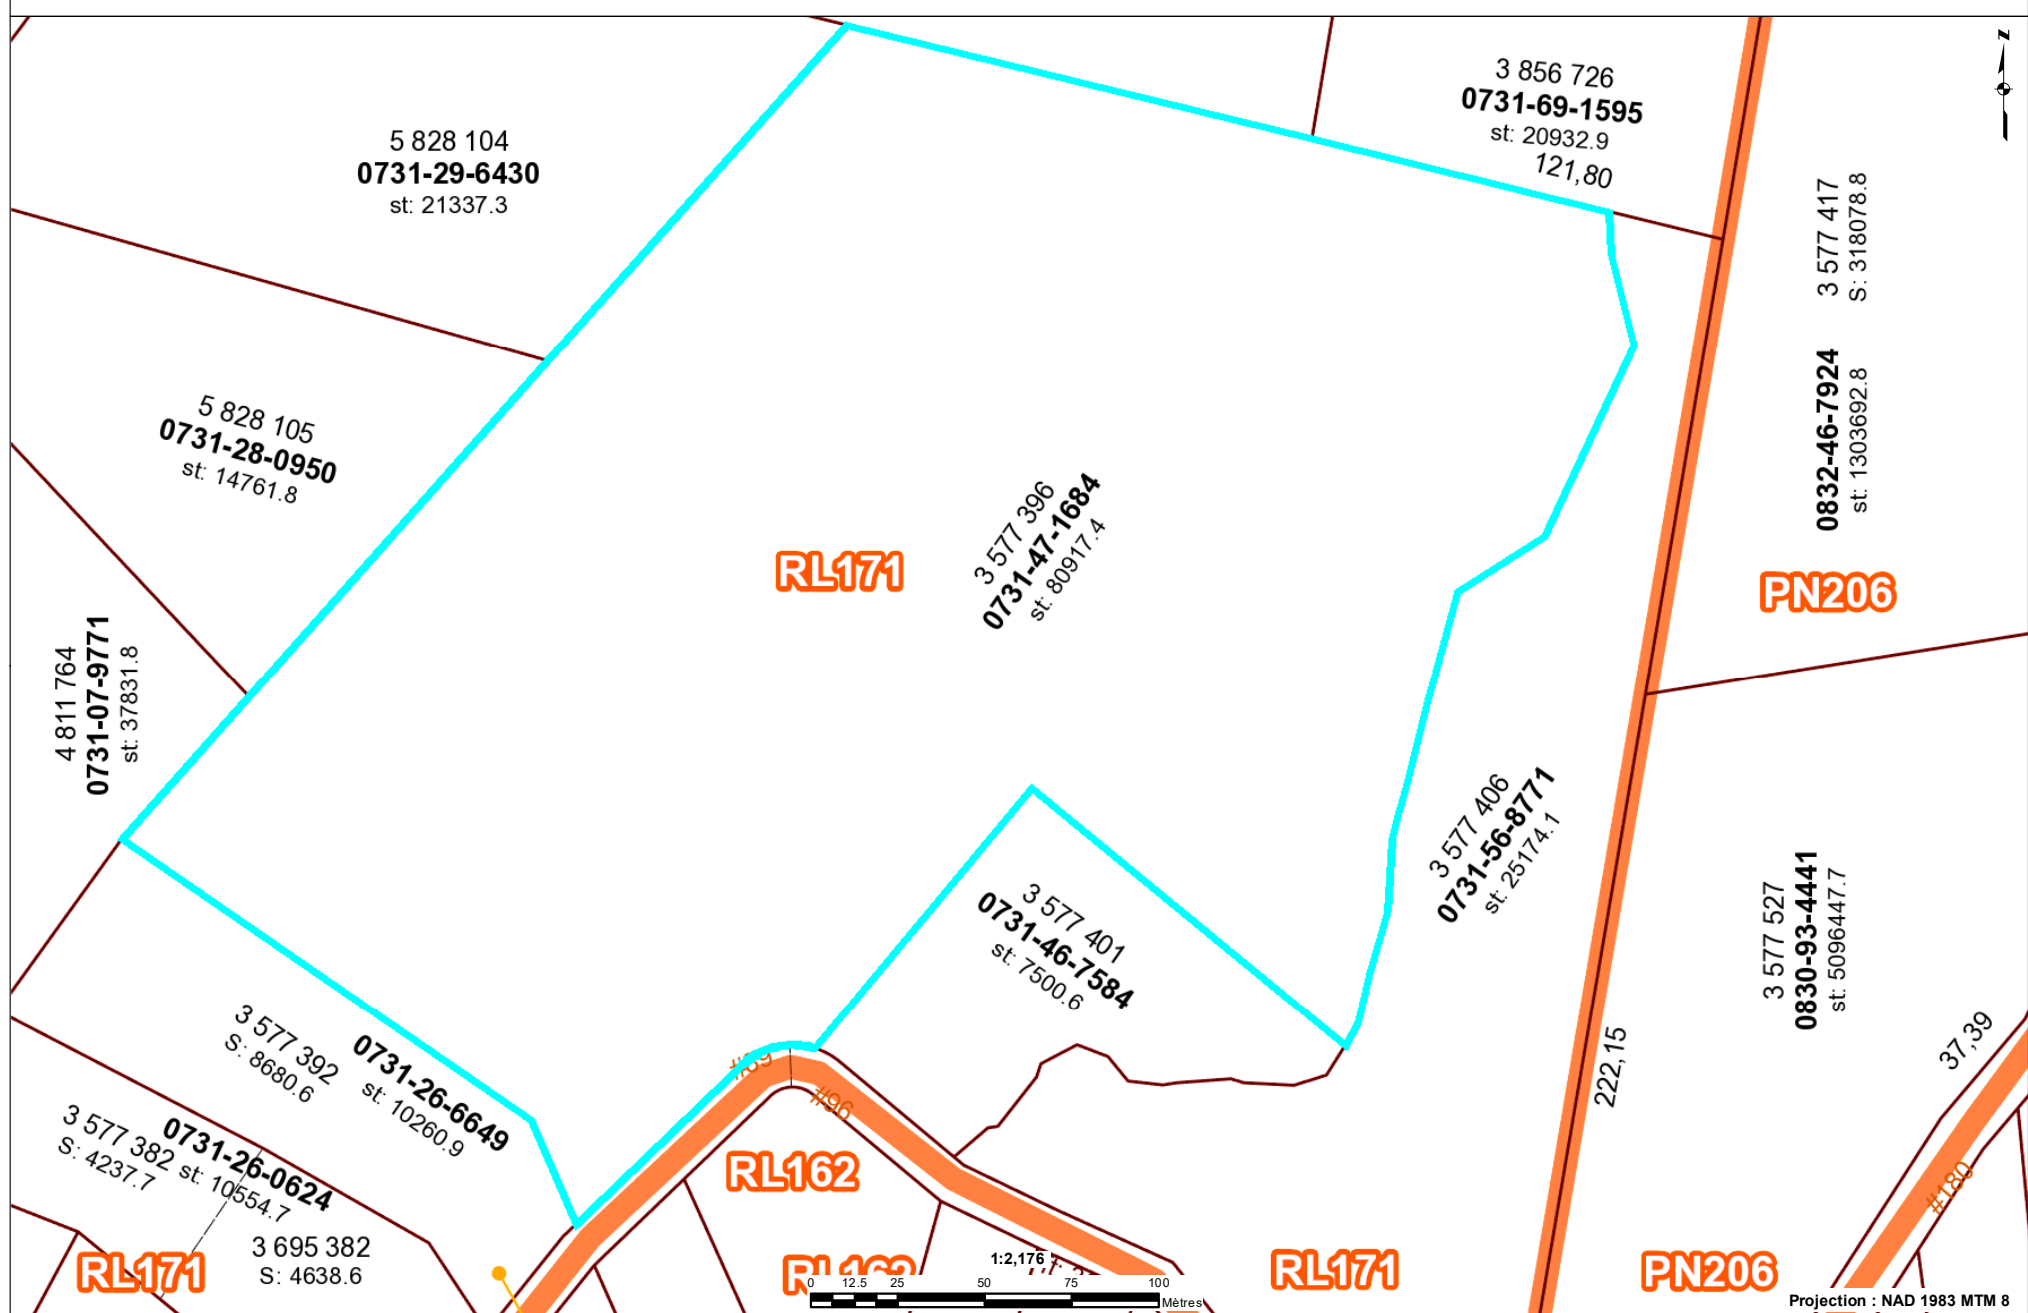 z
3 856 726
0731-69-1595
st: 20932.9
121,80
5 828 104
0731-29-6430
st: 21337.3
3 577 417
S: 318078.8
0832-46-7924
st: 1303692.8
5 828 105
0731-28-0950
st: 14761.8
3 577 396
0731-47-1684
st: 80917.4
RL171
PN206
4 811 764
0731-07-9771
st: 37831.8
3 577 406
0731-56-8771
st: 25174.1
3 577 401
0731-46-7584
st: 7500.6
3 577 527
0830-93-4441
st: 5096447.7
37,39
222,15
3 577 392
S: 8680.6
0731-26-6649
st: 10260.9
#89
#96
3 577 382
S: 4237.7
0731-26-0624
st: 10554.7
RL162
#180
3 695 382
S: 4638.6
RL171
RL162
1:2,176
RL171
PN206
0 12.5 25 50 75 100
Mètres
Projection : NAD 1983 MTM 8